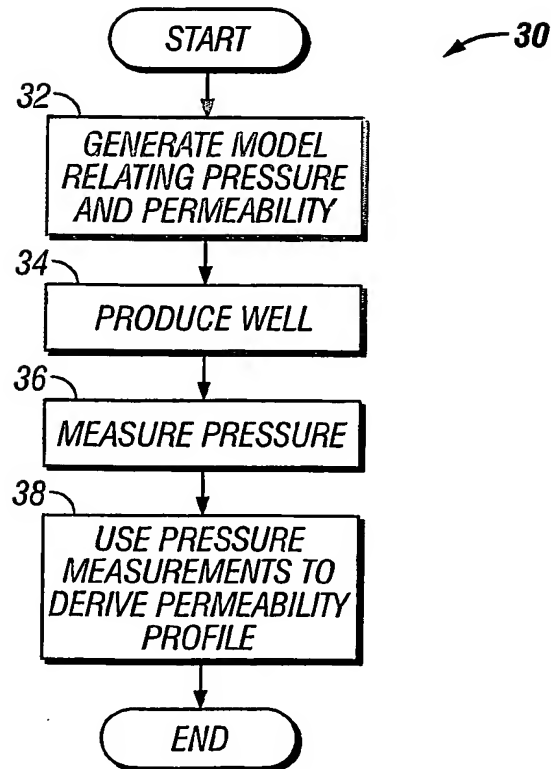 START
30
32
GENERATE MODEL
RELATING PRESSURE
AND PERMEABILITY
34
PRODUCE WELL
36
MEASURE PRESSURE
38
USE PRESSURE
MEASUREMENTS TO
DERIVE PERMEABILITY
PROFILE
END